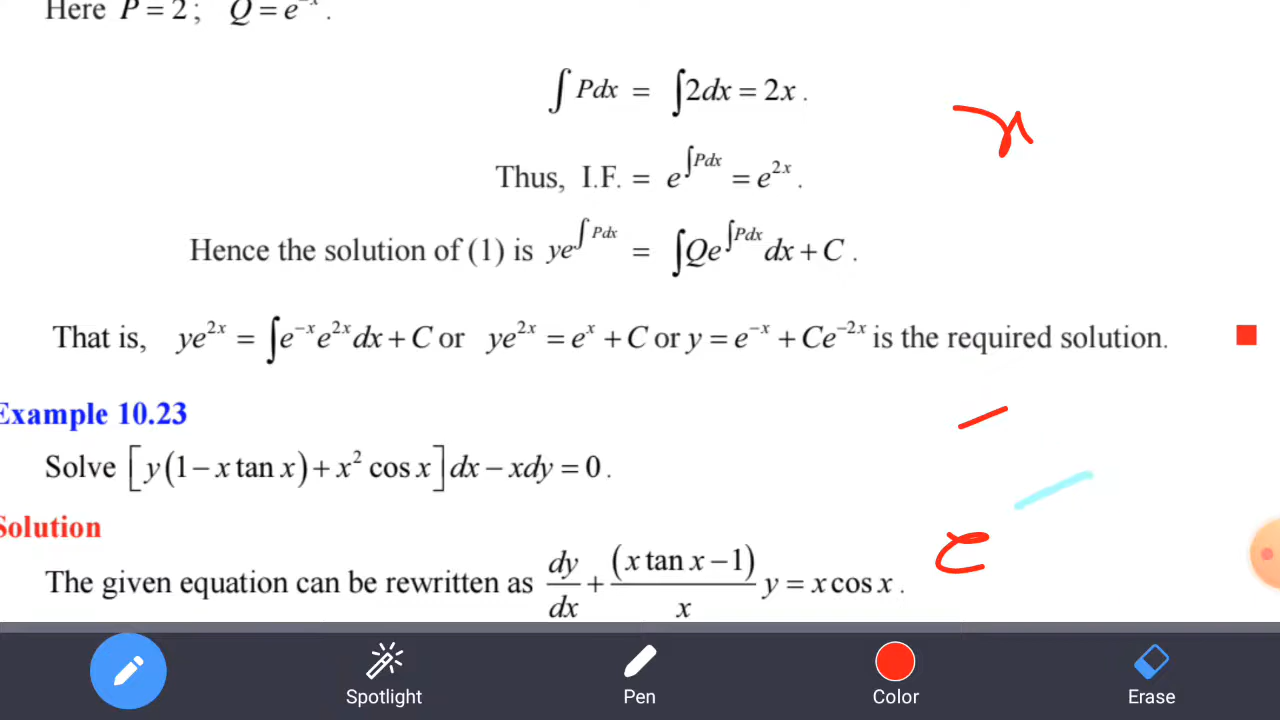 Here P = 2; Q = e^{-x}.
∫Pdx = ∫2dx = 2x.
Thus, I.F. = e^{∫Pdx} = e^{2x}.
Hence the solution of (1) is ye^{∫Pdx} = ∫Qe^{∫Pdx}dx + C.
That is, ye^{2x} = ∫e^{-x}e^{2x}dx + C or ye^{2x} = e^{x} + C or y = e^{-x} + Ce^{-2x} is the required solution.
Example 10.23
Solve [y(1 − x tan x) + x² cos x]dx − xdy = 0.
Solution
The given equation can be rewritten as dy/dx + (x tan x − 1)/x y = x cos x.
Spotlight Pen Color Erase